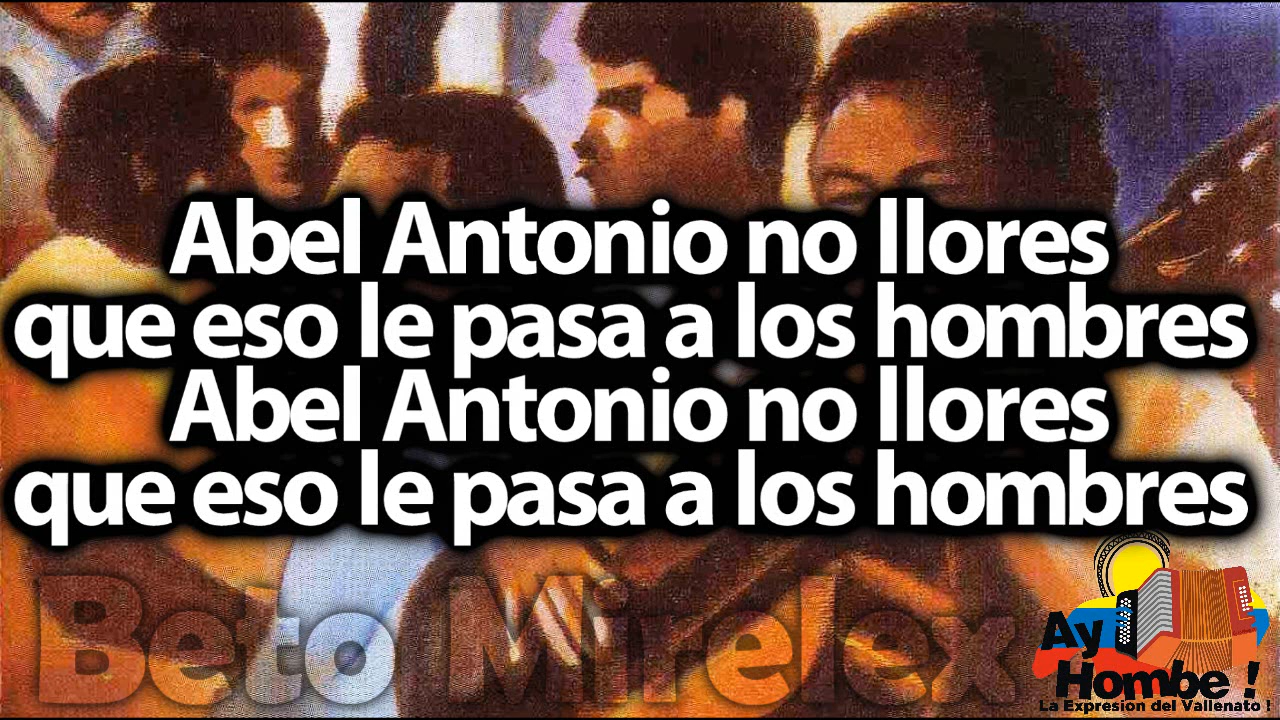 Abel Antonio no llores
que eso le pasa a los hombres
Abel Antonio no llores
que eso le pasa a los hombres
Beto Mirelex
Ay
Hombe !
La Expresion del Vallenato !